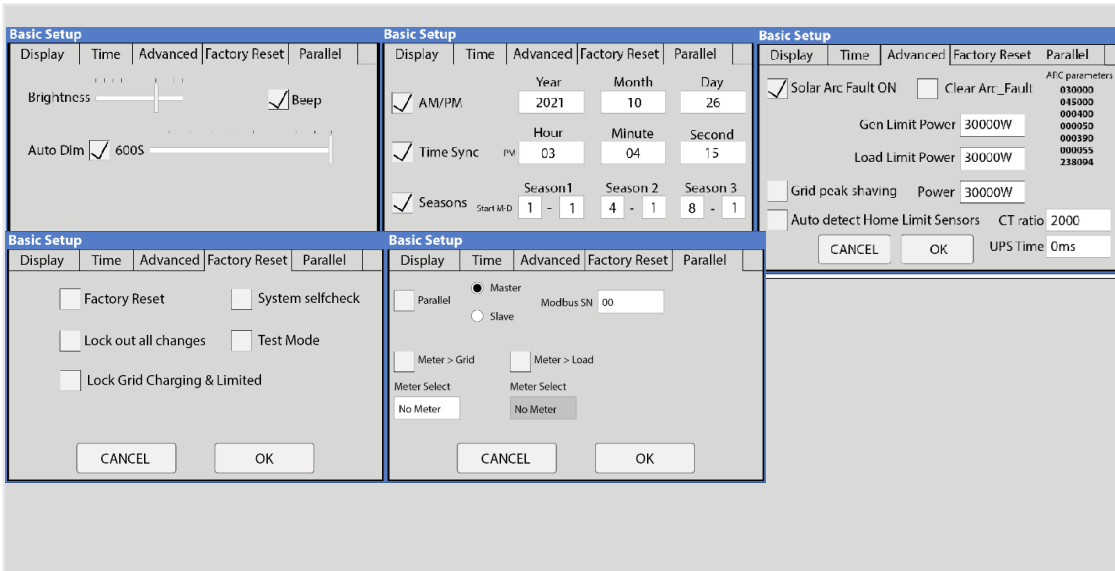 Basic Setup
Display Time Advanced Factory Reset Parallel
Brightness
Beep
Auto Dim 600S
Basic Setup
Display Time Advanced Factory Reset Parallel
Year Month Day
AM/PM 2021 10 26
Hour Minute Second
Time Sync PM 03 04 15
Season1 Season 2 Season 3
Seasons Start M-D 1 - 1 4 - 1 8 - 1
Basic Setup
Display Time Advanced Factory Reset Parallel
Solar Arc Fault ON Clear Arc_Fault
ARC parameters
030000
045000
000400
000050
000390
000055
238094
Gen Limit Power 30000W
Load Limit Power 30000W
Grid peak shaving Power 30000W
Auto detect Home Limit Sensors CT ratio 2000
CANCEL OK UPS Time 0ms
Basic Setup
Display Time Advanced Factory Reset Parallel
Factory Reset System selfcheck
Lock out all changes Test Mode
Lock Grid Charging & Limited
CANCEL OK
Basic Setup
Display Time Advanced Factory Reset Parallel
Parallel Master Modbus SN 00
Slave
Meter > Grid Meter > Load
Meter Select Meter Select
No Meter No Meter
CANCEL OK